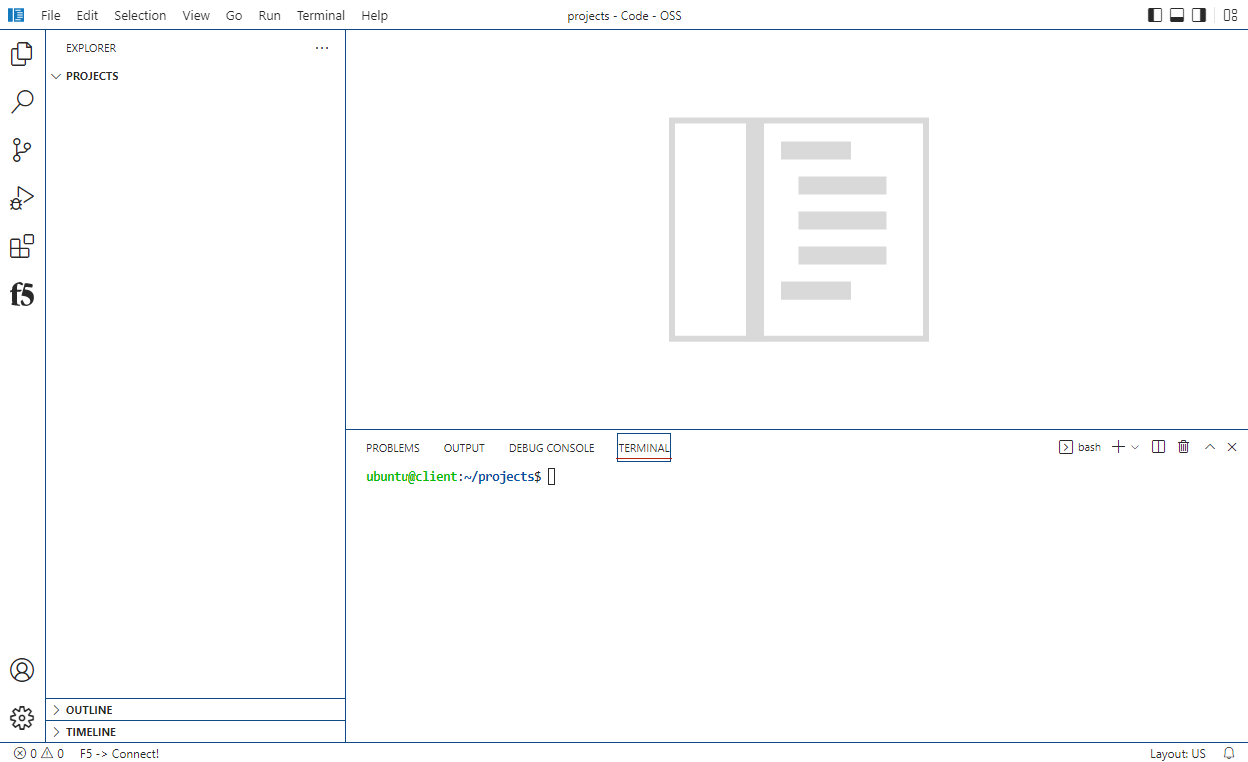 File Edit Selection View Go Run Terminal Help projects - Code - OSS
EXPLORER ···
PROJECTS
f5
PROBLEMS OUTPUT DEBUG CONSOLE TERMINAL bash
ubuntu@client:~/projects$
OUTLINE
TIMELINE
0 0 F5 -> Connect! Layout: US